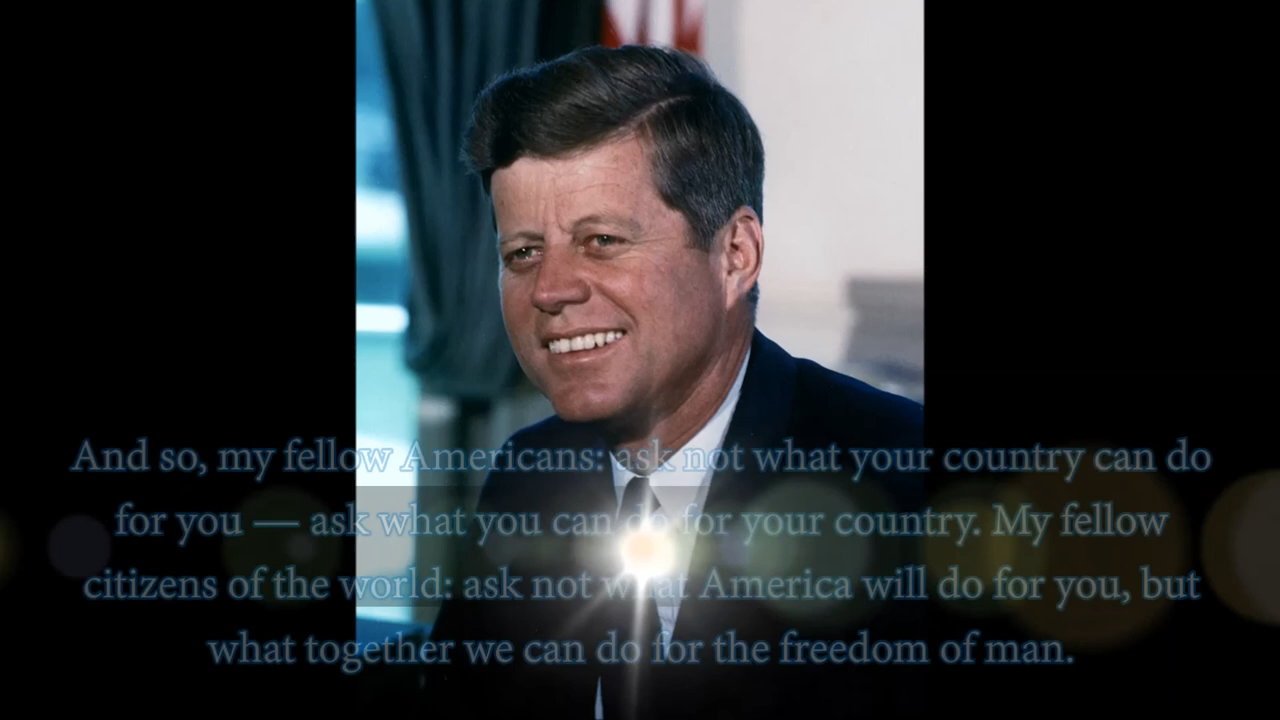 And so, my fellow Americans: ask not what your country can do
for you — ask what you can do for your country. My fellow
citizens of the world: ask not what America will do for you, but
what together we can do for the freedom of man.